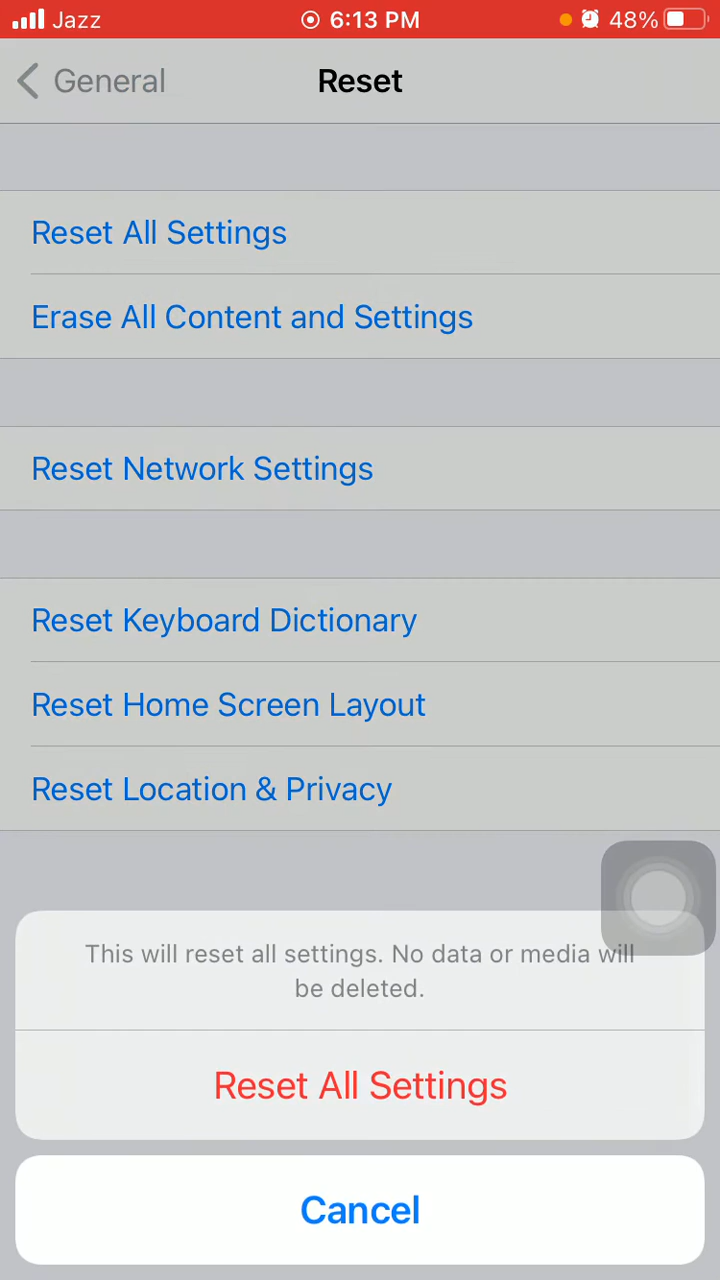 Jazz 6:13 PM 48%
General Reset
Reset All Settings
Erase All Content and Settings
Reset Network Settings
Reset Keyboard Dictionary
Reset Home Screen Layout
Reset Location & Privacy
This will reset all settings. No data or media will
be deleted.
Reset All Settings
Cancel